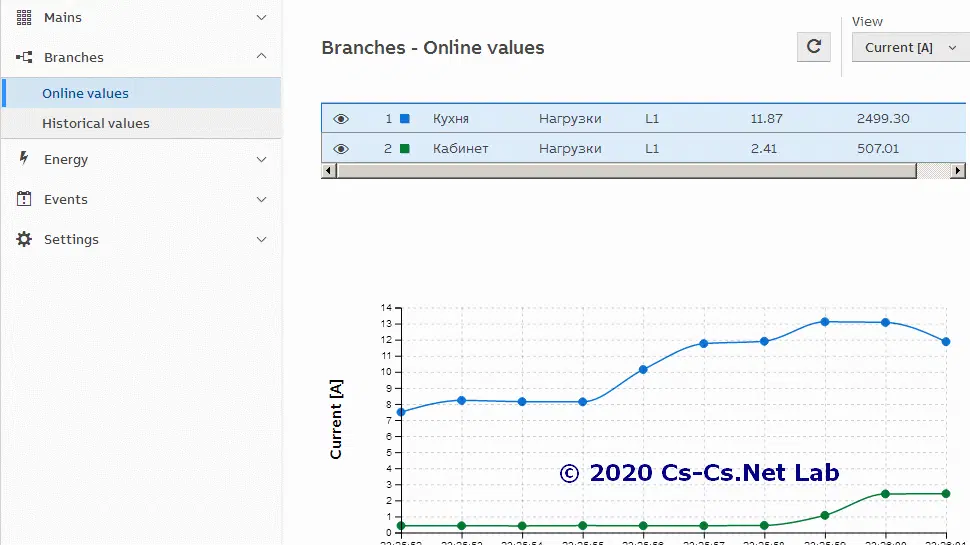 Mains
Branches
Online values
Historical values
Energy
Events
Settings
Branches - Online values
View
Current [A]
1 Кухня Нагрузки L1 11.87 2499.30
2 Кабинет Нагрузки L1 2.41 507.01
Current [A]
14
13
12
11
10
9
8
7
6
5
4
3
2
1
0
© 2020 Cs-Cs.Net Lab